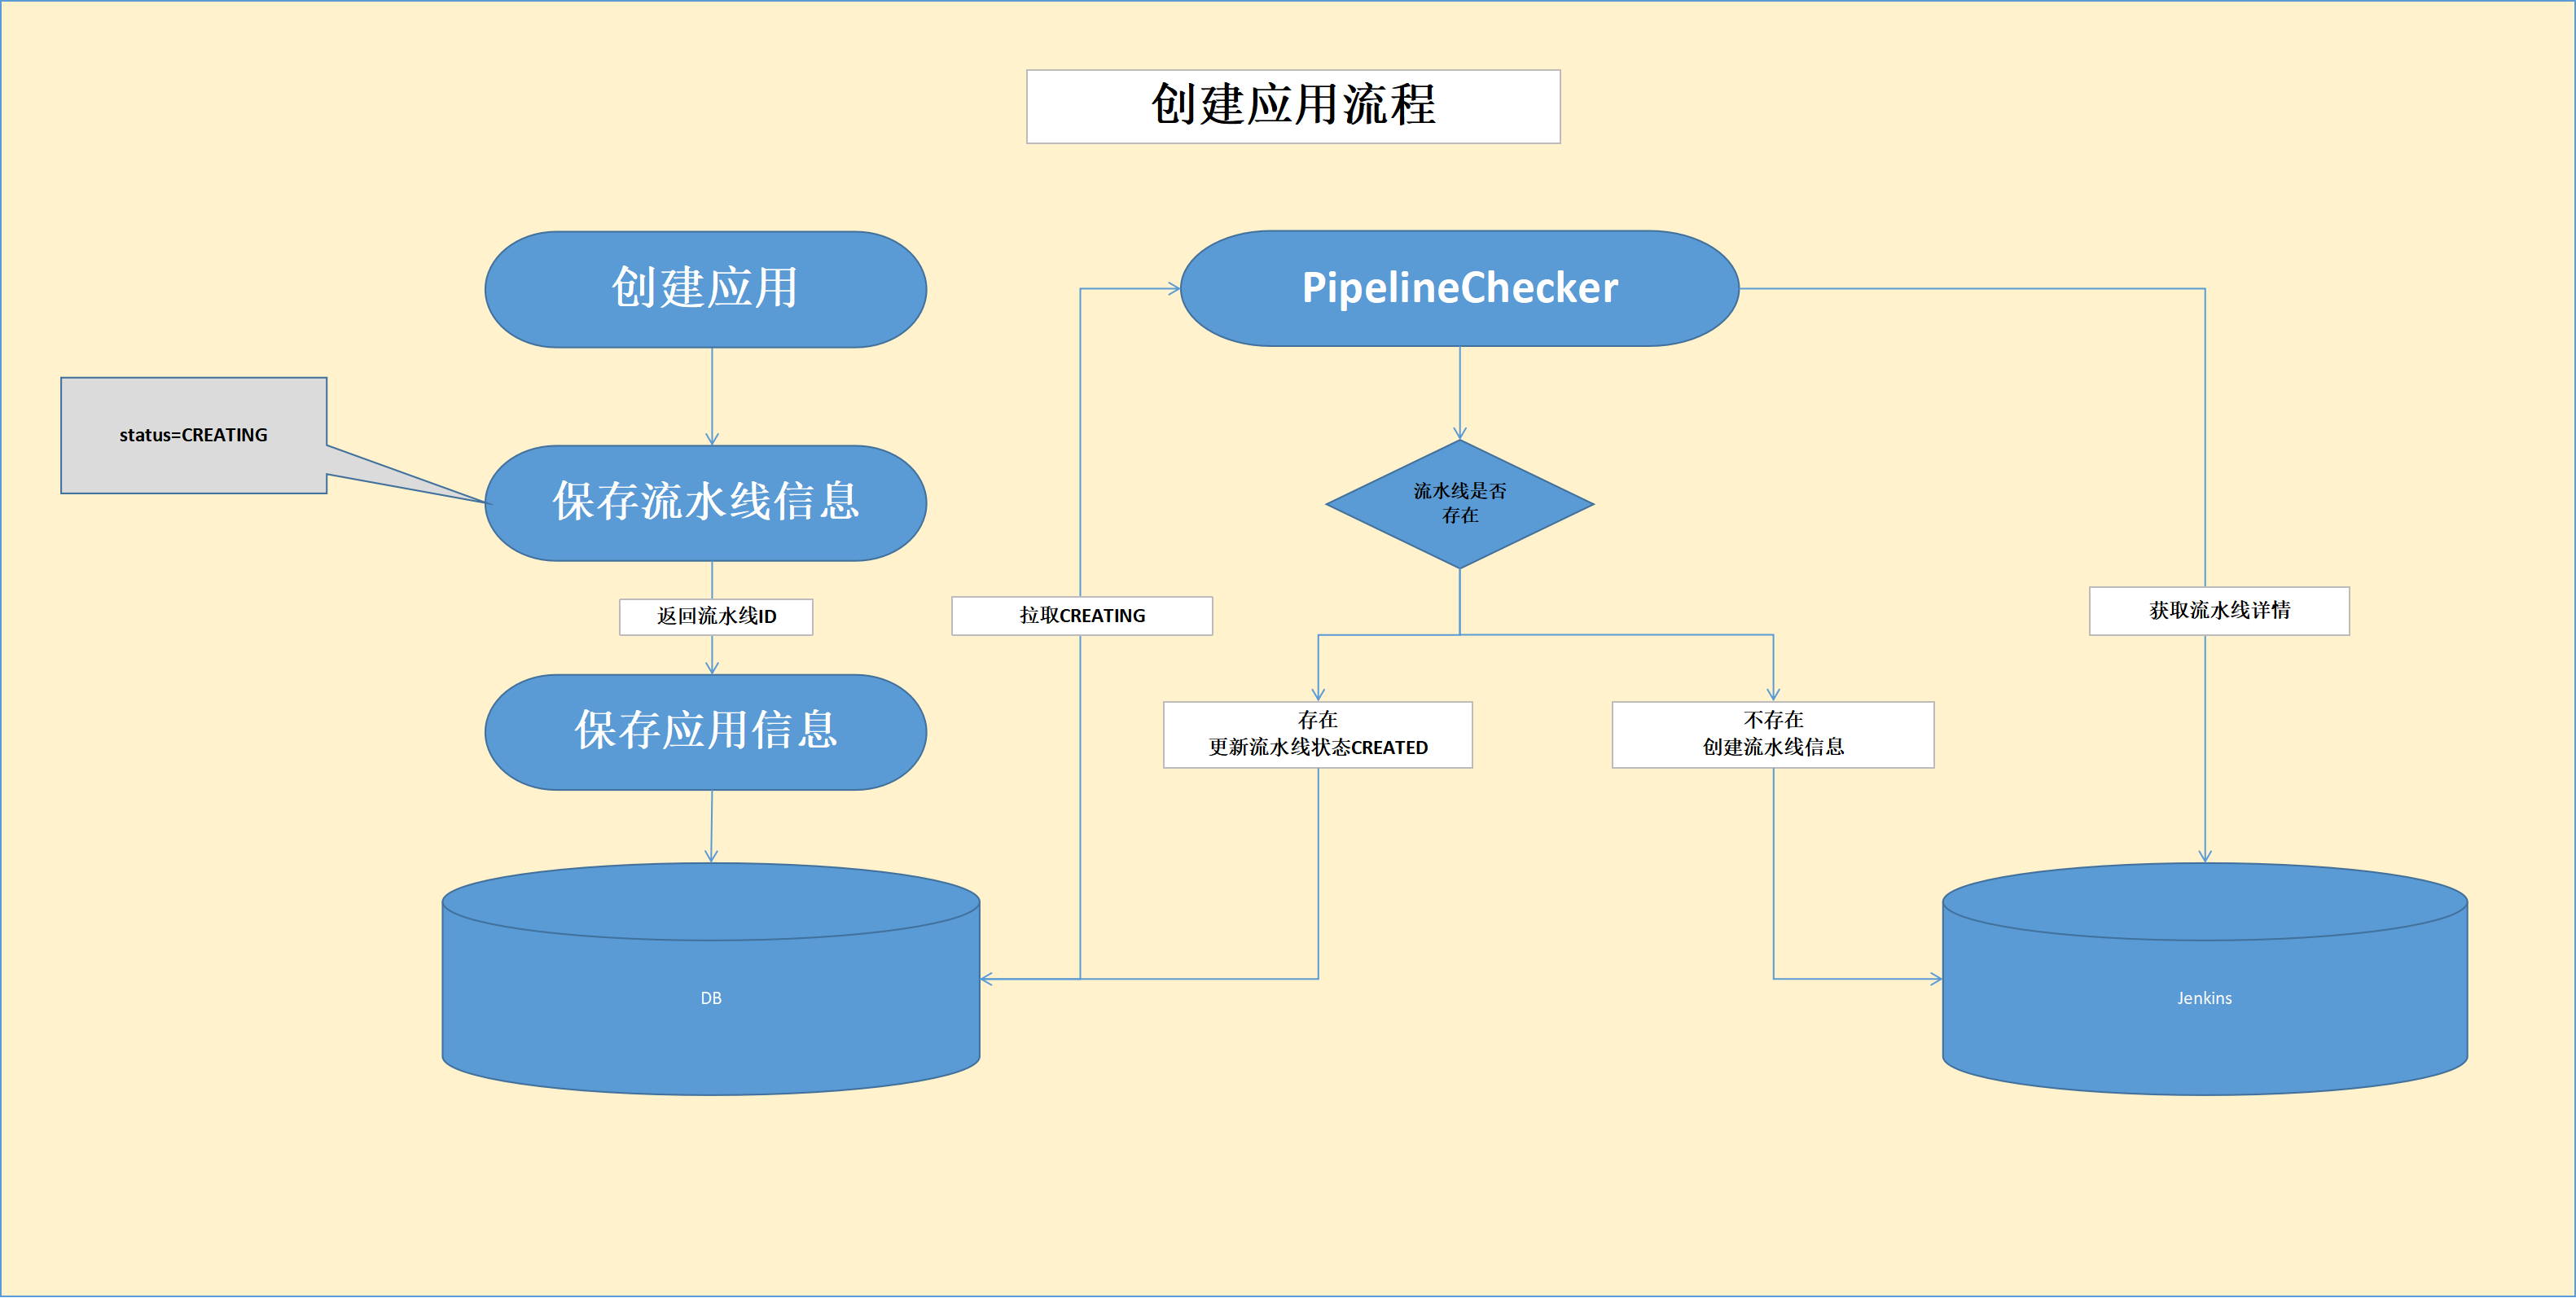 创建应用流程
创建应用
PipelineChecker
status=CREATING
保存流水线信息
流水线是否
存在
返回流水线ID
拉取CREATING
获取流水线详情
保存应用信息
存在
更新流水线状态CREATED
不存在
创建流水线信息
DB
Jenkins